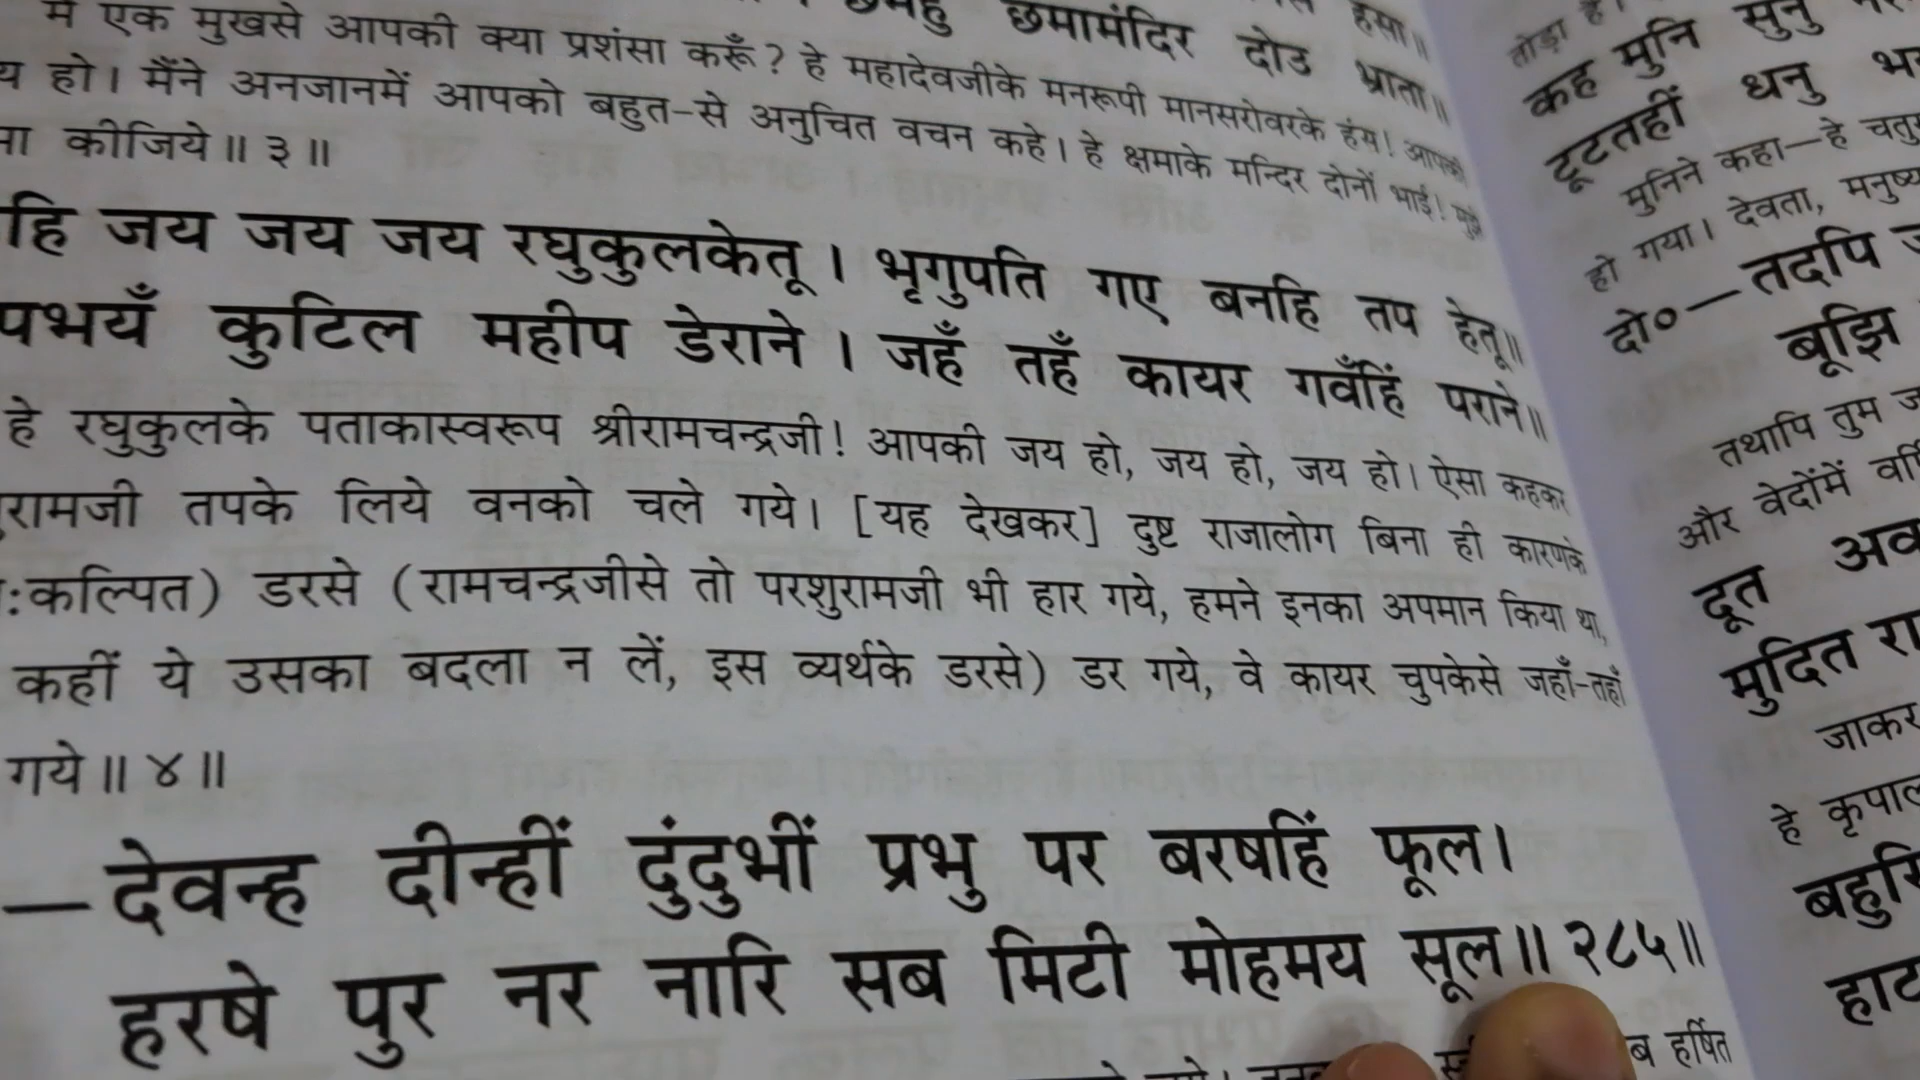 छमामंदिर दोउ भ्राता॥
एक मुखसे आपकी क्या प्रशंसा करूँ? हे महादेवजीके मनरूपी मानसरोवरके हंस! आपकी
य हो। मैंने अनजानमें आपको बहुत-से अनुचित वचन कहे। हे क्षमाके मन्दिर दोनों भाई! मुझे
कीजिये॥ ३॥
हि जय जय जय रघुकुलकेतू। भृगुपति गए बनहि तप हेतू॥
पभयँ कुटिल महीप डेराने। जहँ तहँ कायर गवँहिं पराने॥
हे रघुकुलके पताकास्वरूप श्रीरामचन्द्रजी! आपकी जय हो, जय हो, जय हो। ऐसा कहकर
रामजी तपके लिये वनको चले गये। [यह देखकर] दुष्ट राजालोग बिना ही कारणके
:कल्पित) डरसे (रामचन्द्रजीसे तो परशुरामजी भी हार गये, हमने इनका अपमान किया था,
कहीं ये उसका बदला न लें, इस व्यर्थके डरसे) डर गये, वे कायर चुपकेसे जहाँ-तहाँ
गये॥ ४॥
—देवन्ह दीन्हीं दुंदुभीं प्रभु पर बरषहिं फूल।
हरषे पुर नर नारि सब मिटी मोहमय सूल॥ २८५॥
ब हर्षित
तोड़ा है।
कह मुनि सुनु
टूटतहीं धनु
मुनिने कहा—हे
हो गया। देवता, मनुष्य
दो०—तदपि
बूझि
तथापि तुम
और वेदोंमें
दूत
मुदित
जाकर
हे